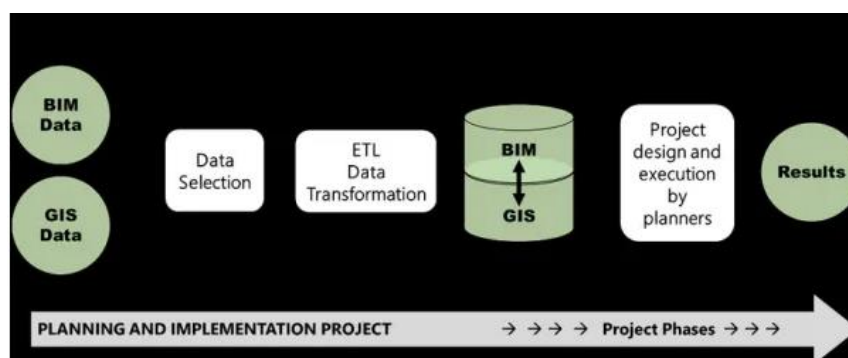 BIM
Data
GIS
Data
Data
Selection
ETL
Data
Transformation
BIM
GIS
Project
design and
execution
by
planners
Results
PLANNING AND IMPLEMENTATION PROJECT → → → → Project Phases → → →